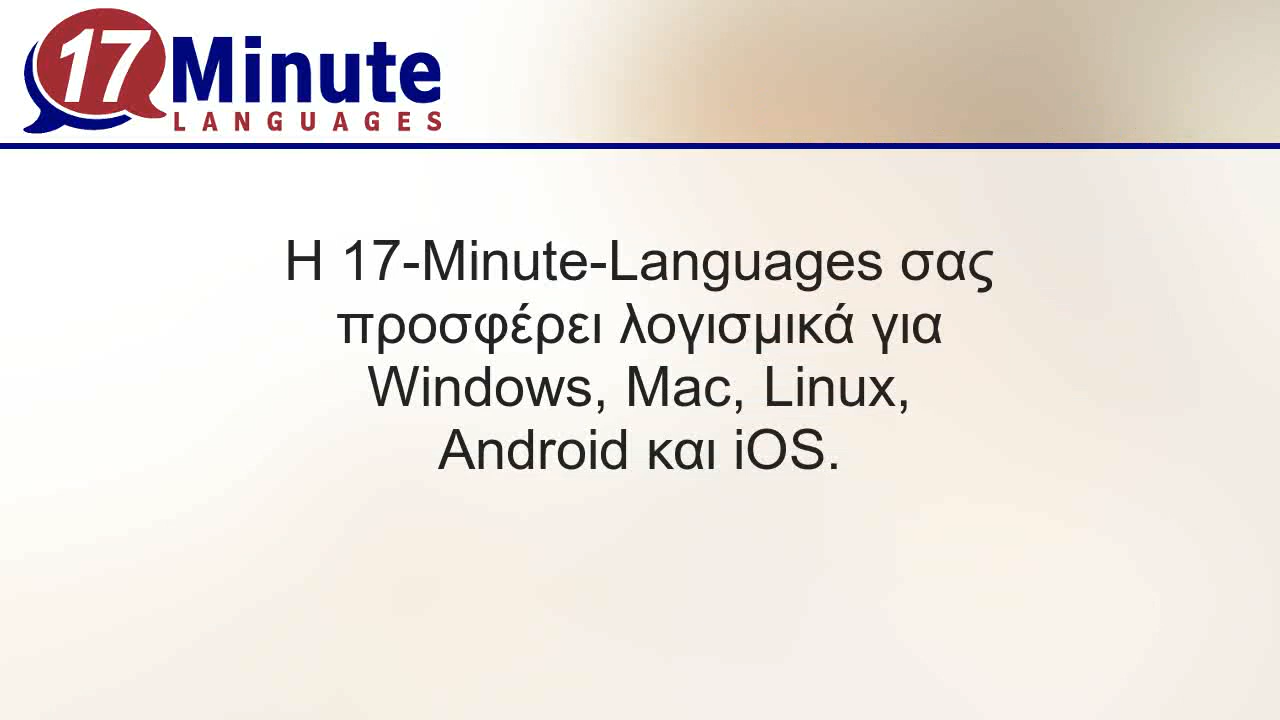 17 Minute
LANGUAGES
Η 17-Minute-Languages σας
προσφέρει λογισμικά για
Windows, Mac, Linux,
Android και iOS.